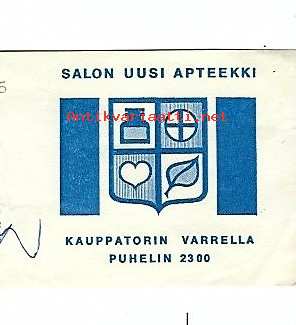 SALON UUSI APTEEKKI
Antikvariaatti.net
KAUPPATORIN VARRELLA
PUHELIN 2300